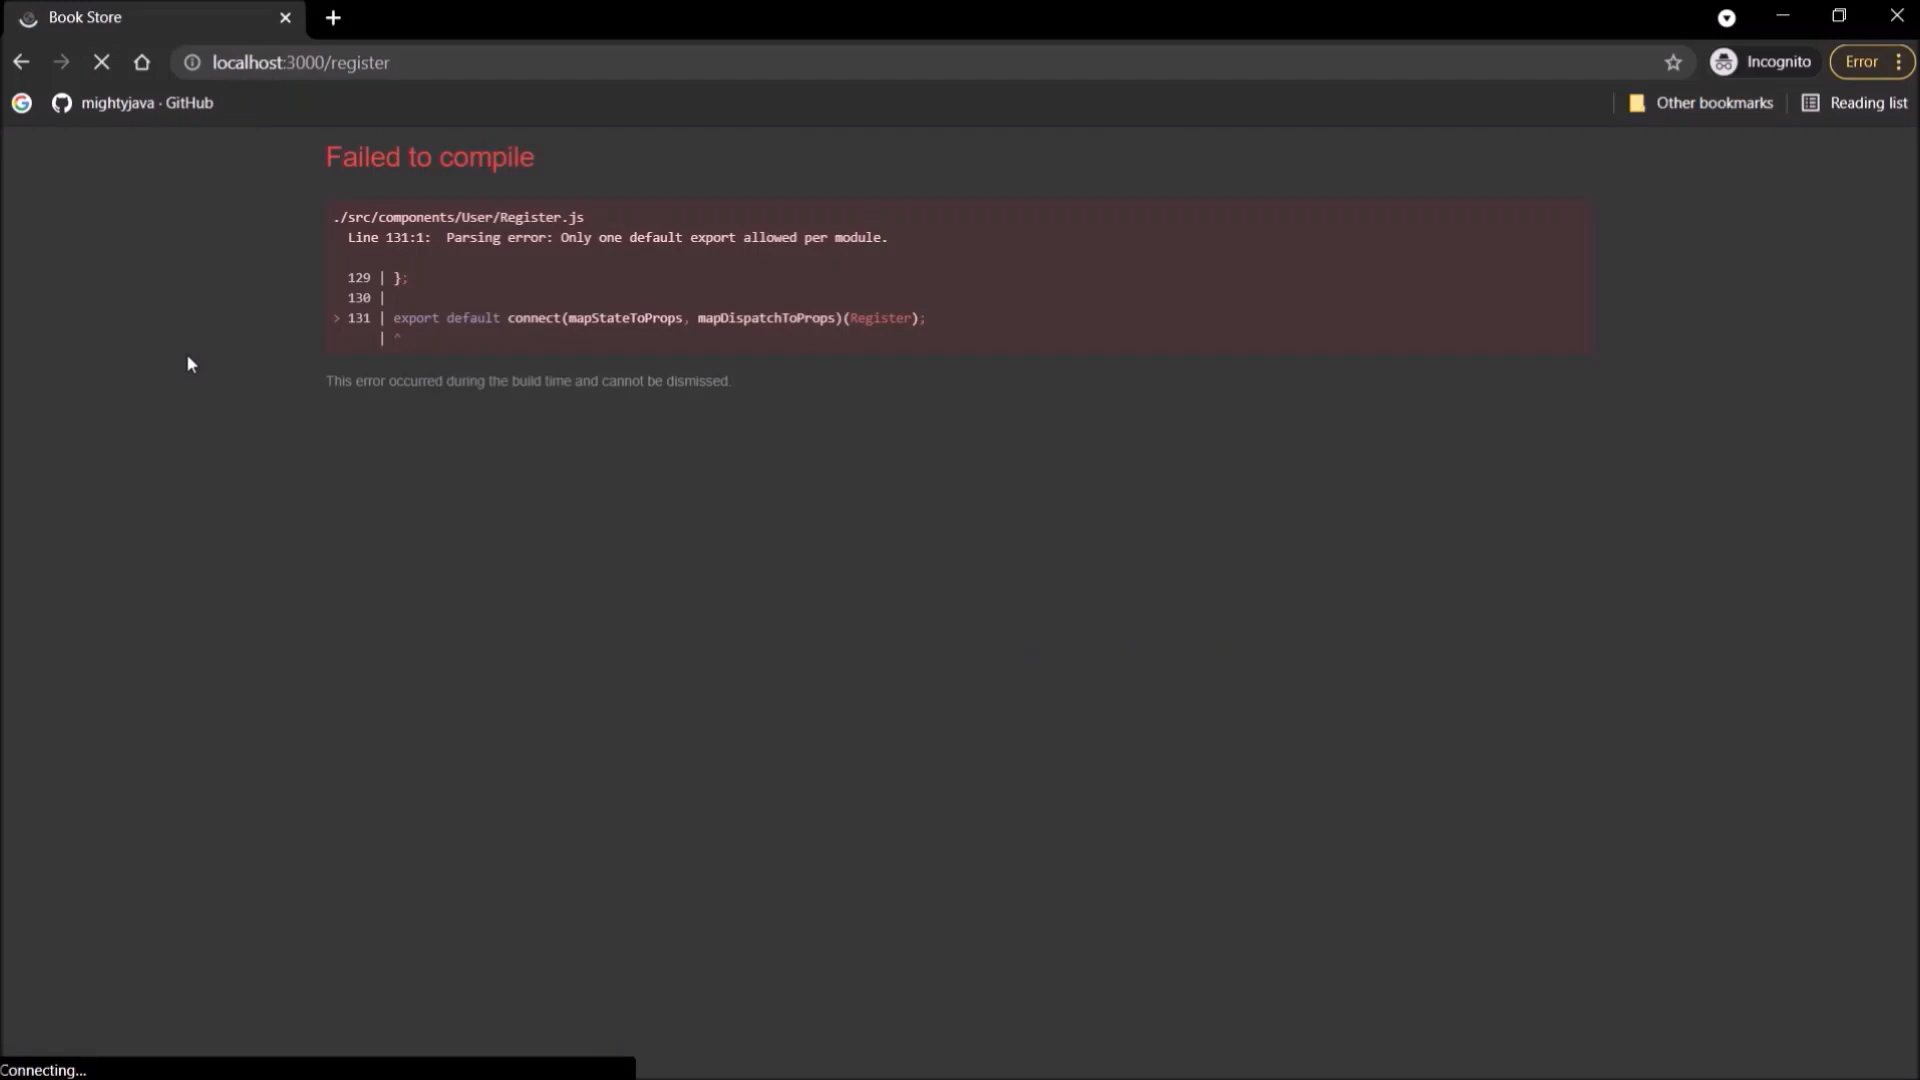 Book Store
localhost:3000/register
Incognito
Error
mightyjava · GitHub
Other bookmarks
Reading list
Failed to compile
./src/components/User/Register.js
Line 131:1:  Parsing error: Only one default export allowed per module.
129 | };
130 |
> 131 | export default connect(mapStateToProps, mapDispatchToProps)(Register);
| ^
This error occurred during the build time and cannot be dismissed.
Connecting...